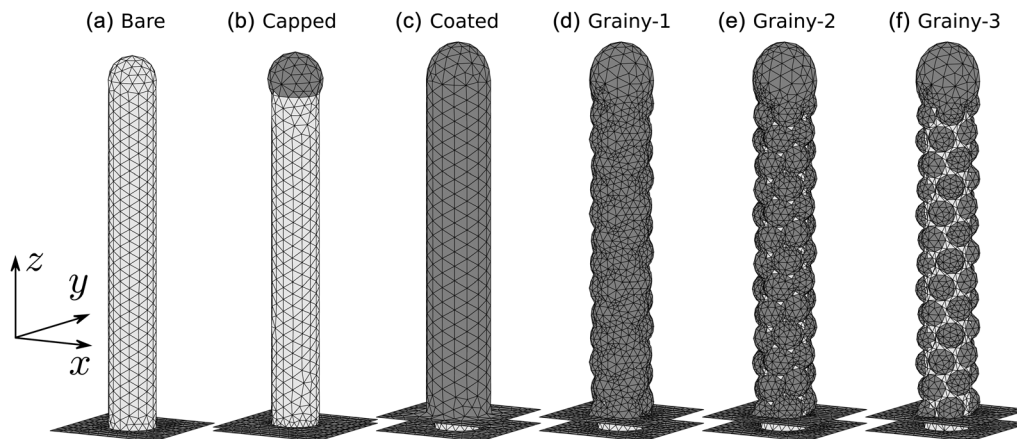 (a) Bare (b) Capped (c) Coated (d) Grainy-1 (e) Grainy-2 (f) Grainy-3
z
y
x